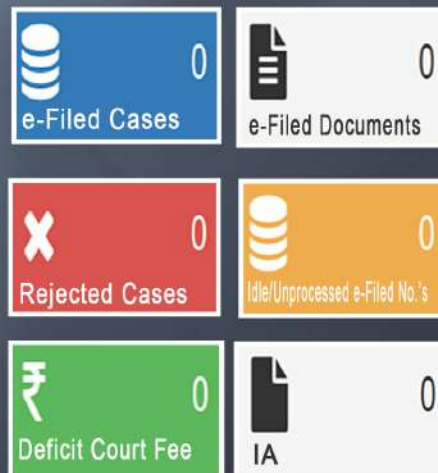 0
e-Filed Cases
0
e-Filed Documents
0
Rejected Cases
0
Idle/Unprocessed e-Filed No.'s
₹
0
Deficit Court Fee
0
IA